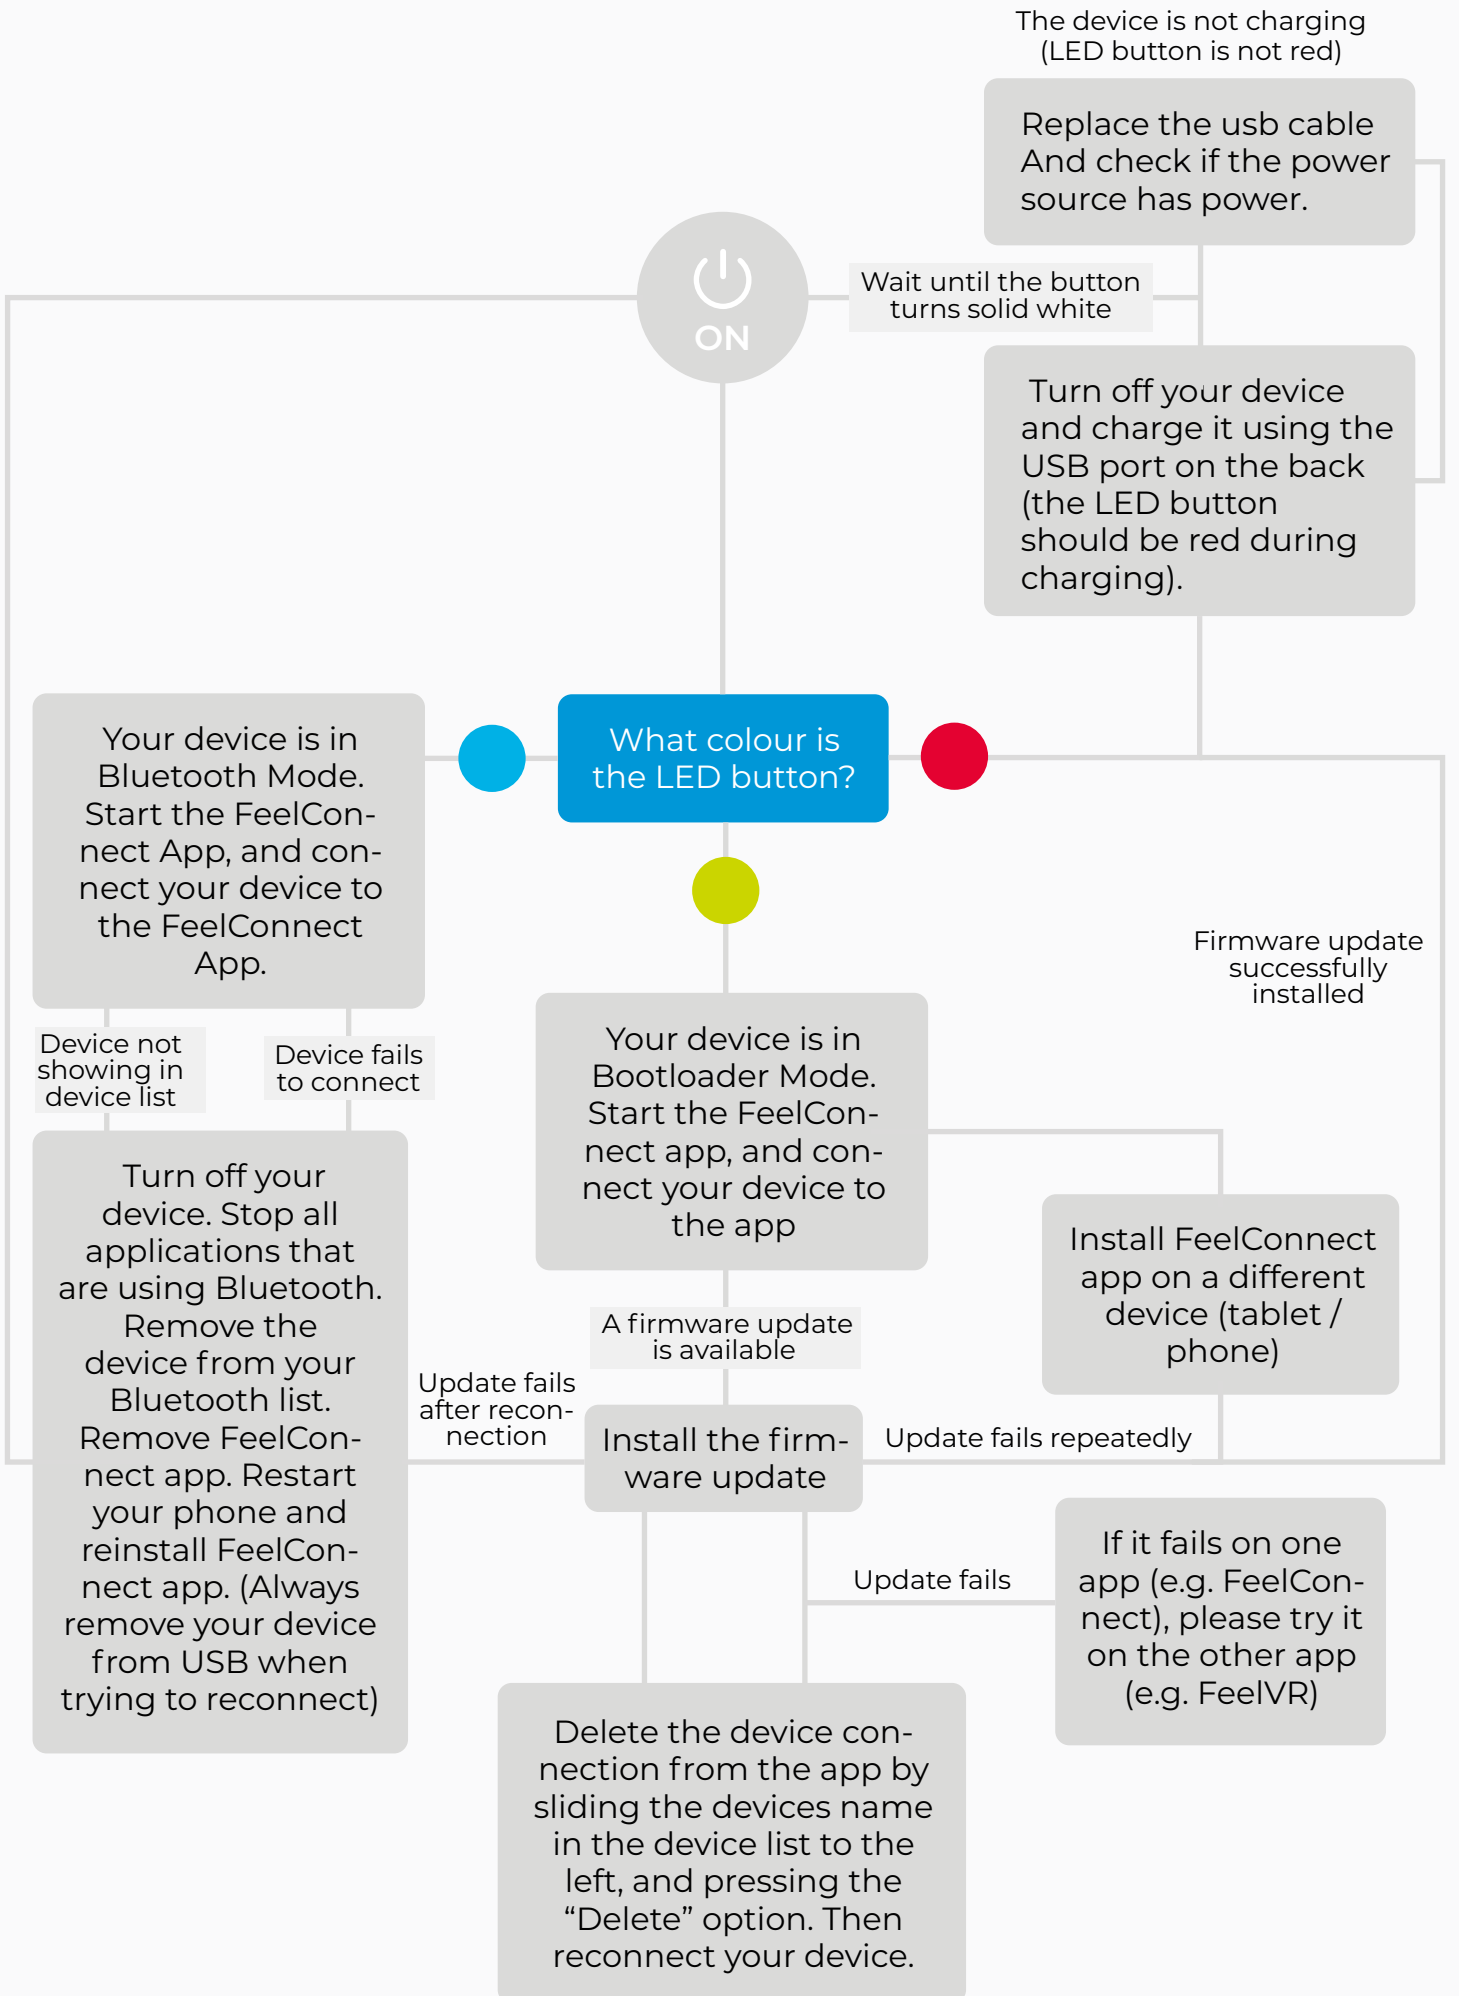 The device is not charging
(LED button is not red)
Replace the usb cable
And check if the power
source has power.
ON
Wait until the button
turns solid white
Turn off your device
and charge it using the
USB port on the back
(the LED button
should be red during
charging).
What colour is
the LED button?
Your device is in
Bluetooth Mode.
Start the FeelCon-
nect App, and con-
nect your device to
the FeelConnect
App.
Device not
showing in
device list
Device fails
to connect
Turn off your
device. Stop all
applications that
are using Bluetooth.
Remove the
device from your
Bluetooth list.
Remove FeelCon-
nect app. Restart
your phone and
reinstall FeelCon-
nect app. (Always
remove your device
from USB when
trying to reconnect)
Your device is in
Bootloader Mode.
Start the FeelCon-
nect app, and con-
nect your device to
the app
A firmware update
is available
Firmware update
successfully
installed
Install FeelConnect
app on a different
device (tablet /
phone)
Update fails
after recon-
nection
Install the firm-
ware update
Update fails repeatedly
Update fails
If it fails on one
app (e.g. FeelCon-
nect), please try it
on the other app
(e.g. FeelVR)
Delete the device con-
nection from the app by
sliding the devices name
in the device list to the
left, and pressing the
“Delete” option. Then
reconnect your device.